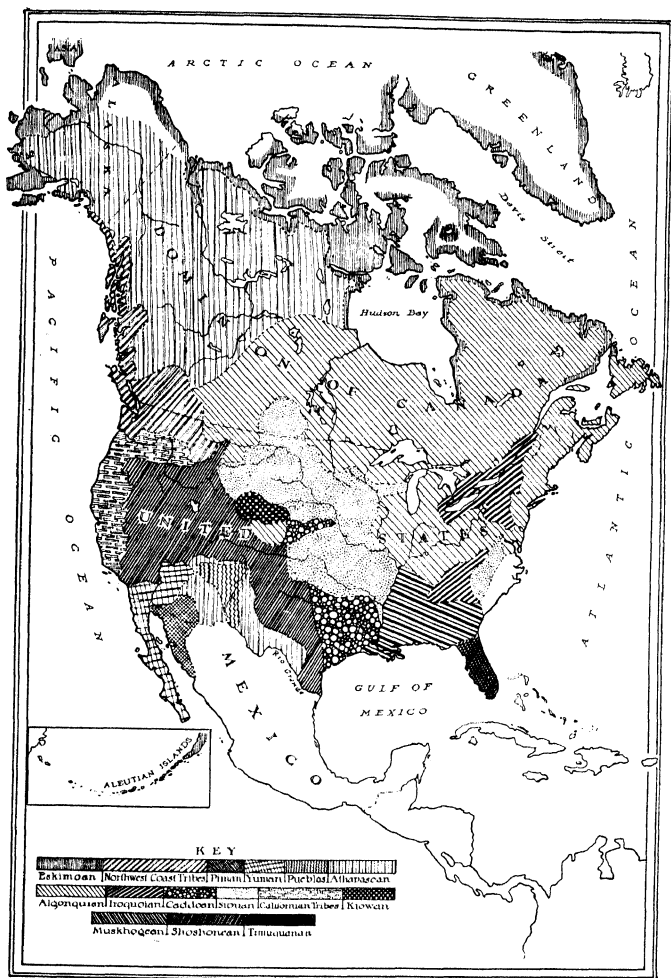 ASIA
ARCTIC OCEAN
GREENLAND
ALASKA
Davis Strait
DOMINION OF CANADA
Hudson Bay
PACIFIC OCEAN
ATLANTIC OCEAN
UNITED STATES
MEXICO
Rio Grande
GULF OF
MEXICO
ALEUTIAN ISLANDS
KEY
Eskimoan Northwest Coast Tribes Piman Yuman Pueblos Athapascan
Algonquian Iroquoian Caddoan Siouan Californian Tribes Kiowan
Muskhogean Shoshonean Timuquanan